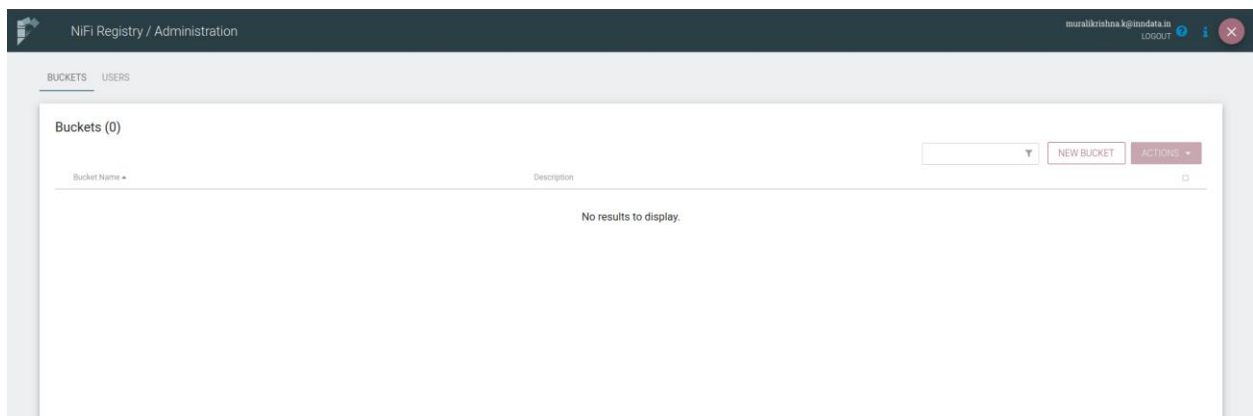 NiFi Registry / Administration
muralikrishna.k@inndata.in
LOGOUT
BUCKETS USERS
Buckets (0)
NEW BUCKET ACTIONS
Bucket Name Description
No results to display.